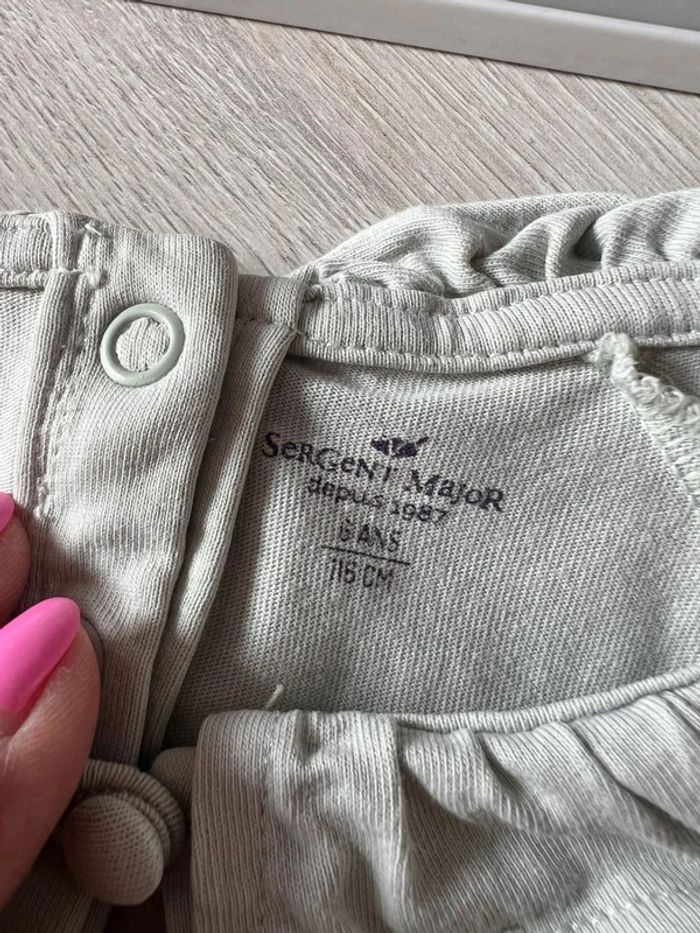 SeRGeNT MaJoR
depuis 1987
6 ANS
116 CM